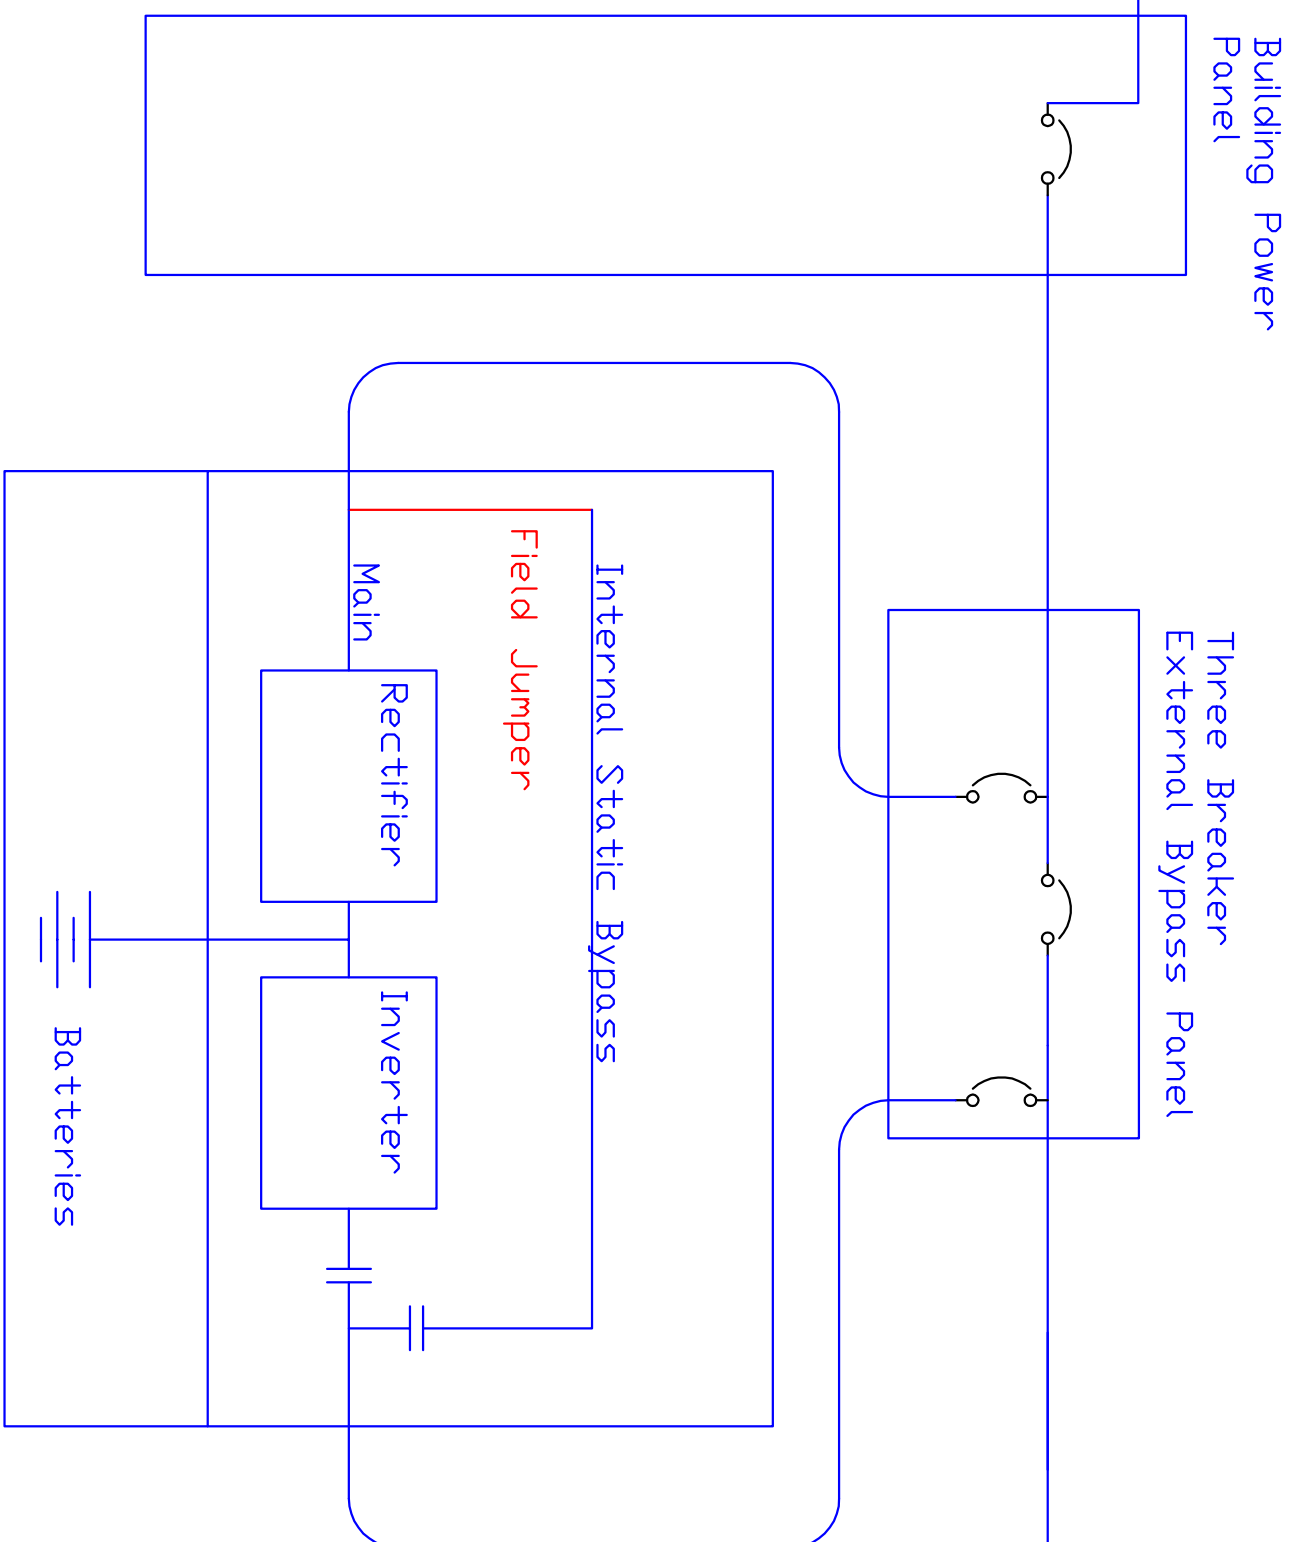 Building Power
Panel
Three Breaker
External Bypass Panel
Internal Static Bypass
Field Jumper
Main
Rectifier
Inverter
Batteries